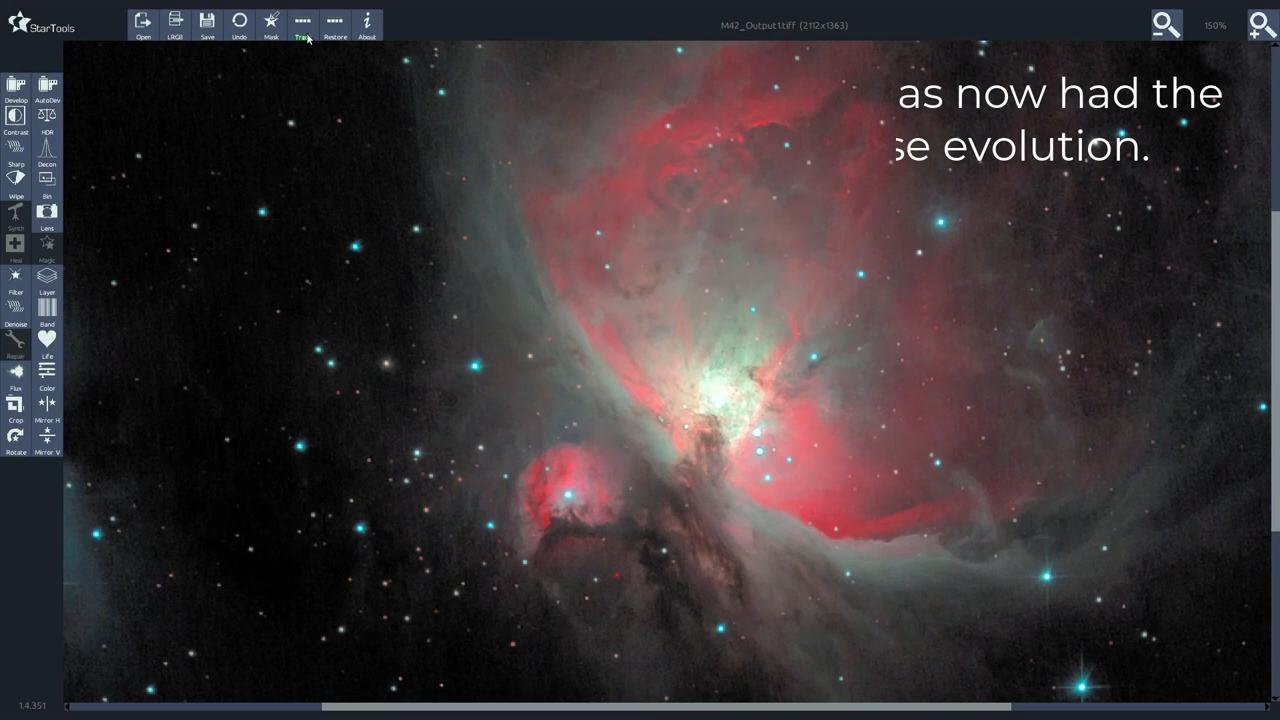 StarTools
Open LRGB Save Undo Mask Track Restore About
M42_Output1.tiff (2112x1363)
150%
as now had the
se evolution.
Develop AutoDev
Contrast HDR
Sharp Decon
Wipe Bin
Synth Lens
Heal Magic
Filter Layer
Denoise Band
Repair Life
Flux Color
Crop Mirror H
Rotate Mirror V
1.4.351